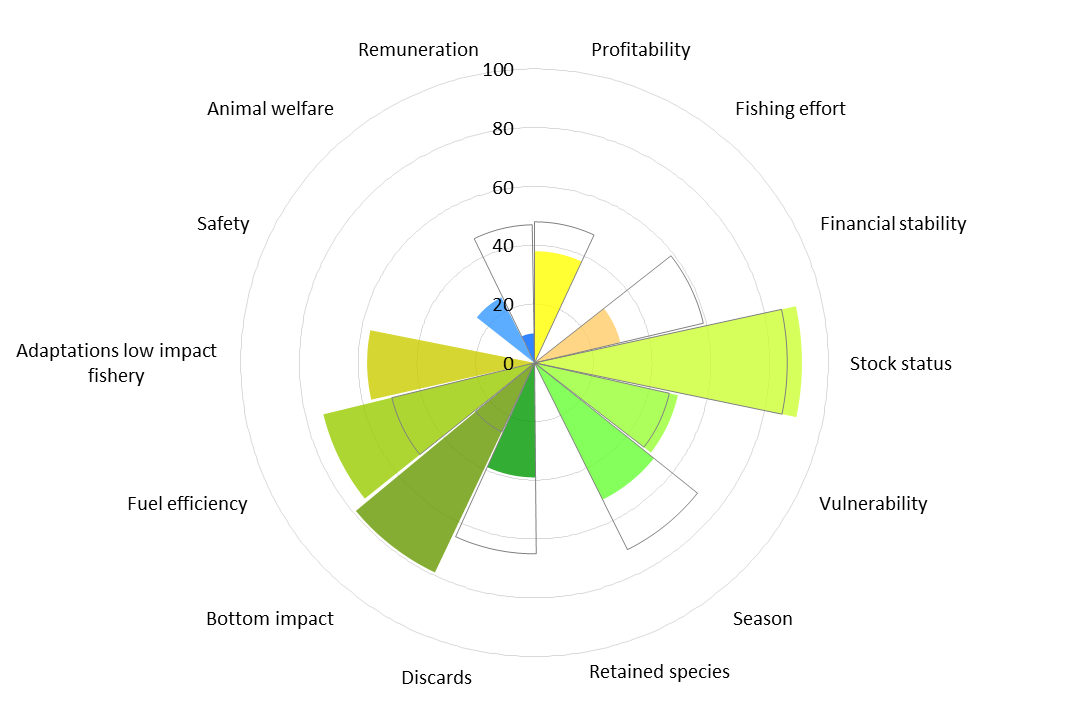 Remuneration
Profitability
100
Animal welfare
Fishing effort
80
60
Safety
Financial stability
40
20
Adaptations low impact
fishery
0
Stock status
Fuel efficiency
Vulnerability
Bottom impact
Season
Discards
Retained species